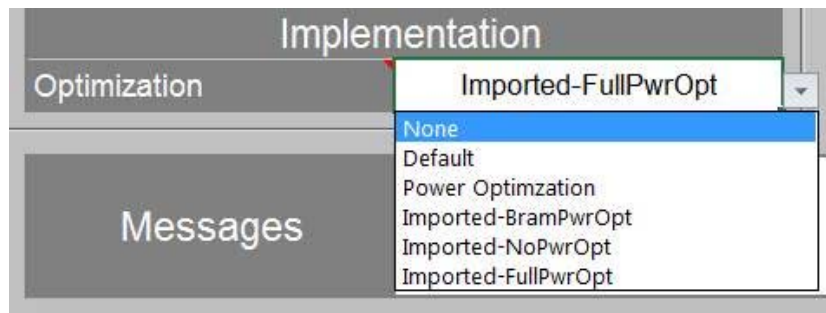 Implementation
Optimization
Imported-FullPwrOpt
None
Default
Power Optimzation
Imported-BramPwrOpt
Imported-NoPwrOpt
Imported-FullPwrOpt
Messages